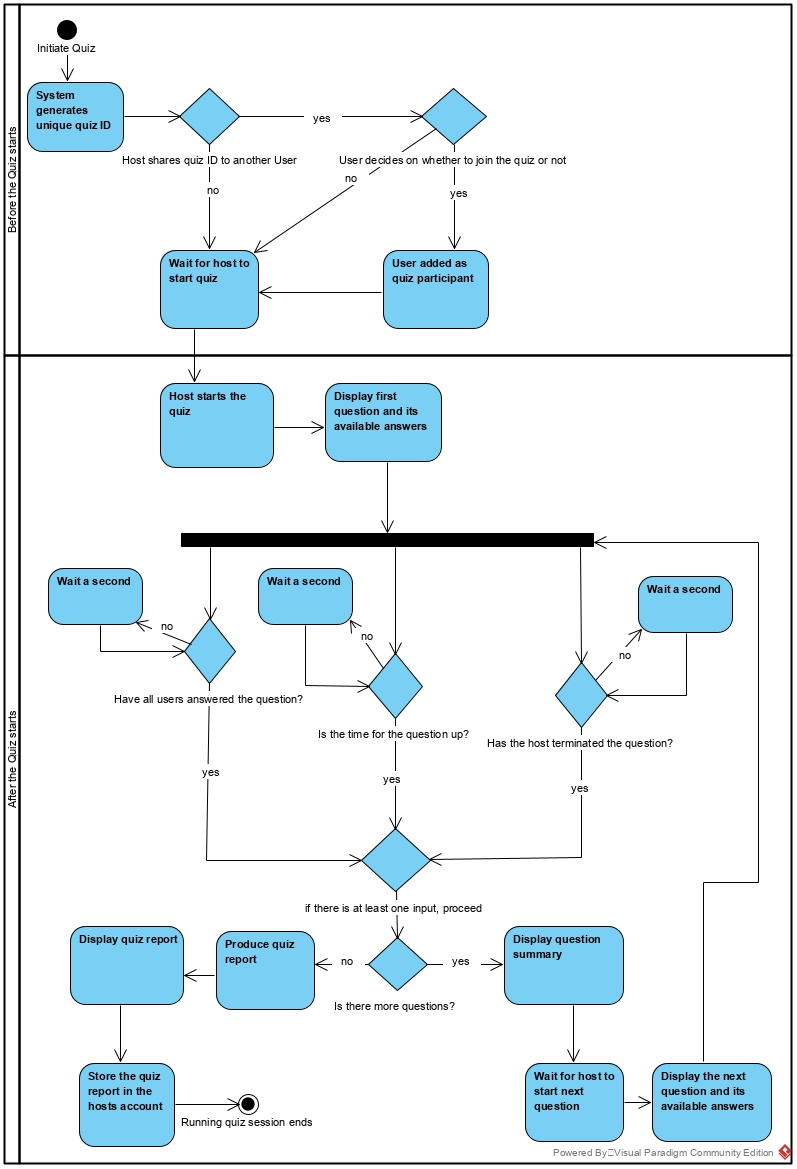 Before the Quiz starts
Initiate Quiz
System
generates
unique quiz ID
yes
Host shares quiz ID to another User
User decides on whether to join the quiz or not
no
no
yes
Wait for host to
start quiz
User added as
quiz participant
After the Quiz starts
Host starts the
quiz
Display first
question and its
available answers
Wait a second
Wait a second
Wait a second
no
no
no
Have all users answered the question?
Is the time for the question up?
Has the host terminated the question?
yes
yes
yes
if there is at least one input, proceed
Display quiz report
Produce quiz
report
no
yes
Display question
summary
Is there more questions?
Store the quiz
report in the
hosts account
Running quiz session ends
Wait for host to
start next
question
Display the next
question and its
available answers
Powered By Visual Paradigm Community Edition